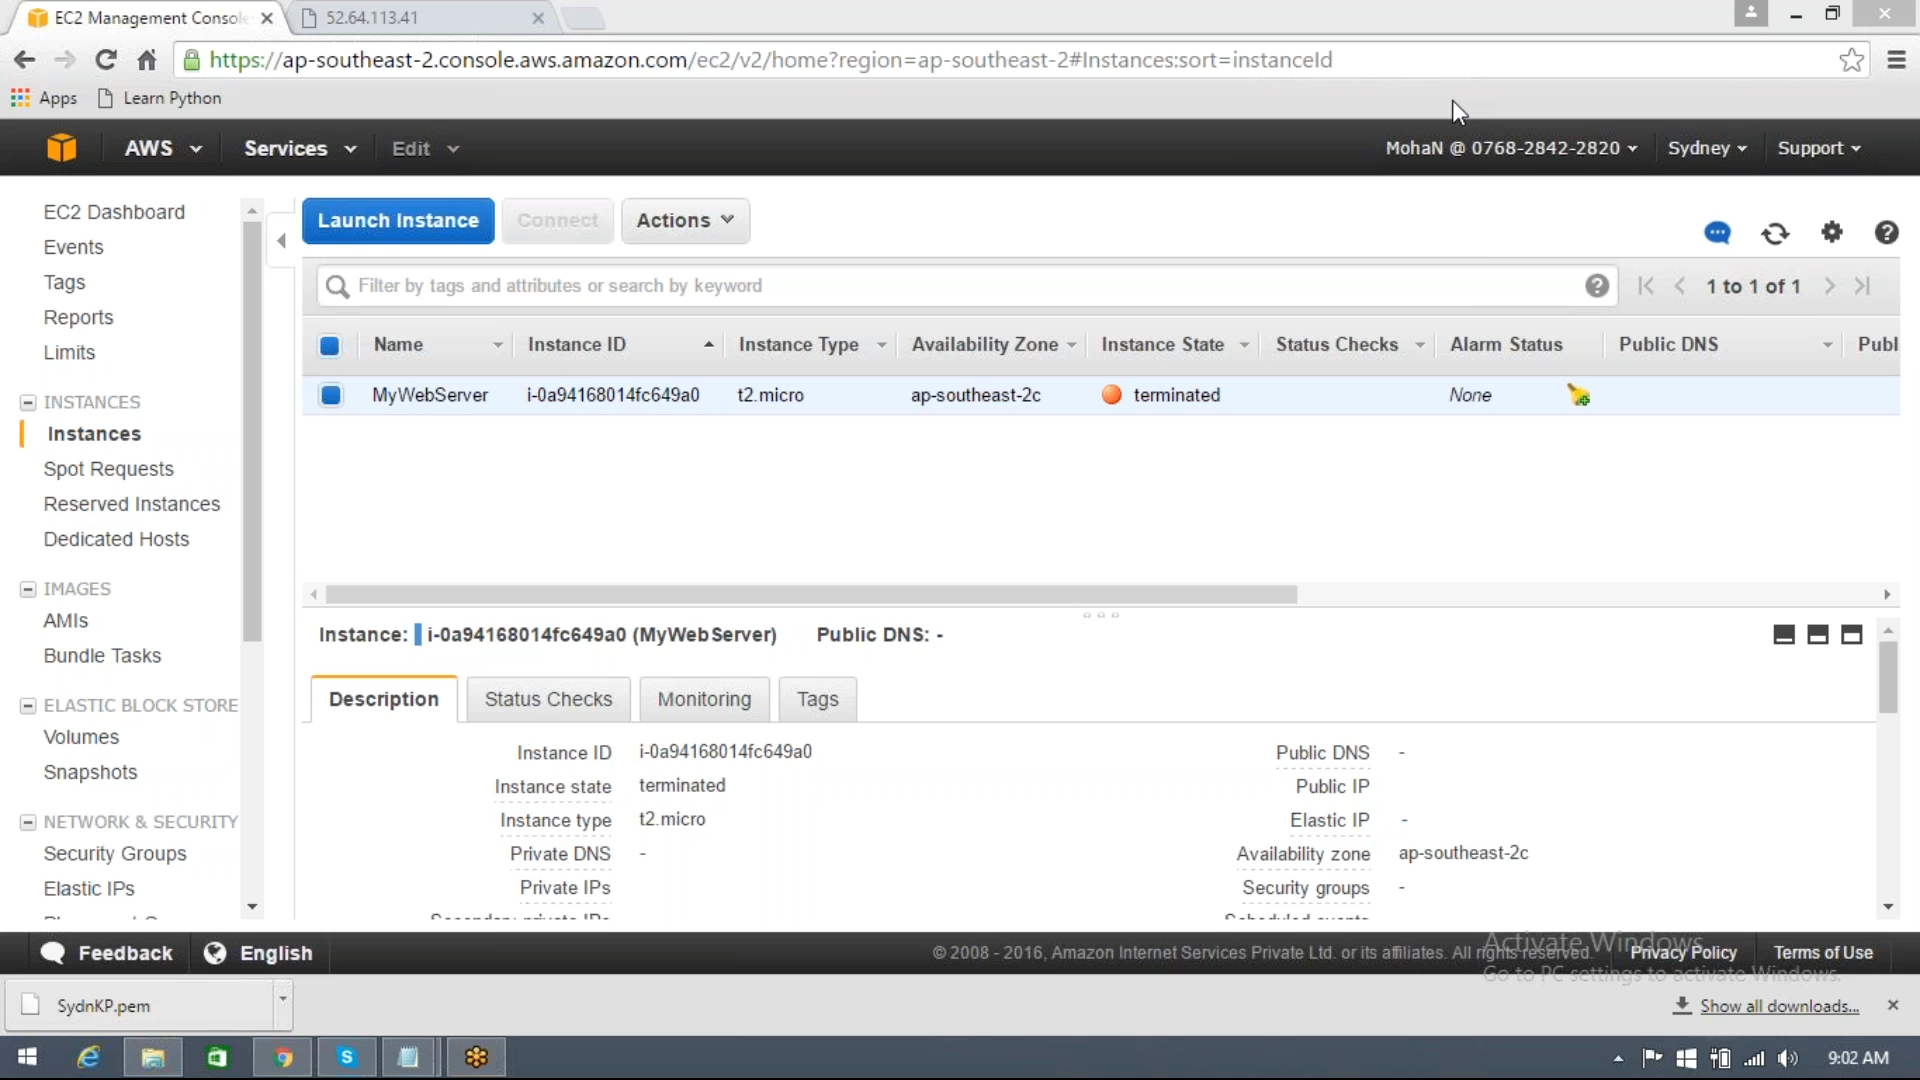 EC2 Management Console
52.64.113.41
https://ap-southeast-2.console.aws.amazon.com/ec2/v2/home?region=ap-southeast-2#Instances:sort=instanceId
Apps
Learn Python
AWS
Services
Edit
MohaN @ 0768-2842-2820
Sydney
Support
EC2 Dashboard
Events
Tags
Reports
Limits
INSTANCES
Instances
Spot Requests
Reserved Instances
Dedicated Hosts
IMAGES
AMIs
Bundle Tasks
ELASTIC BLOCK STORE
Volumes
Snapshots
NETWORK & SECURITY
Security Groups
Elastic IPs
Launch Instance
Connect
Actions
Filter by tags and attributes or search by keyword
1 to 1 of 1
Name Instance ID Instance Type Availability Zone Instance State Status Checks Alarm Status Public DNS Publ
MyWebServer i-0a94168014fc649a0 t2.micro ap-southeast-2c terminated None
Instance: i-0a94168014fc649a0 (MyWebServer) Public DNS: -
Description
Status Checks
Monitoring
Tags
Instance ID i-0a94168014fc649a0
Instance state terminated
Instance type t2.micro
Private DNS -
Private IPs
Secondary private IPs
Public DNS -
Public IP
Elastic IP -
Availability zone ap-southeast-2c
Security groups -
Scheduled events
Feedback
English
© 2008 - 2016, Amazon Internet Services Private Ltd. or its affiliates. All rights reserved.
Privacy Policy
Terms of Use
Activate Windows
Go to PC settings to activate Windows.
SydnKP.pem
Show all downloads...
9:02 AM